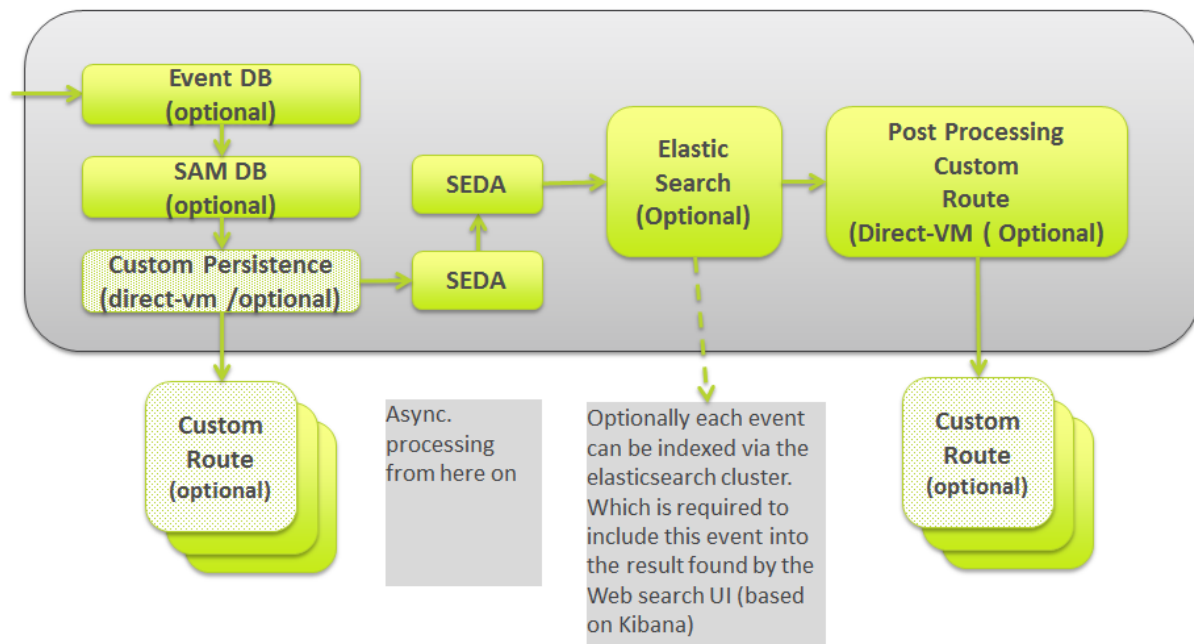 Event DB
(optional)
SAM DB
(optional)
Custom Persistence
(direct-vm /optional)
SEDA
SEDA
Elastic
Search
(Optional)
Post Processing
Custom
Route
(Direct-VM ( Optional)
Custom
Route
(optional)
Async.
processing
from here on
Optionally each event
can be indexed via the
elasticsearch cluster.
Which is required to
include this event into
the result found by the
Web search UI (based
on Kibana)
Custom
Route
(optional)